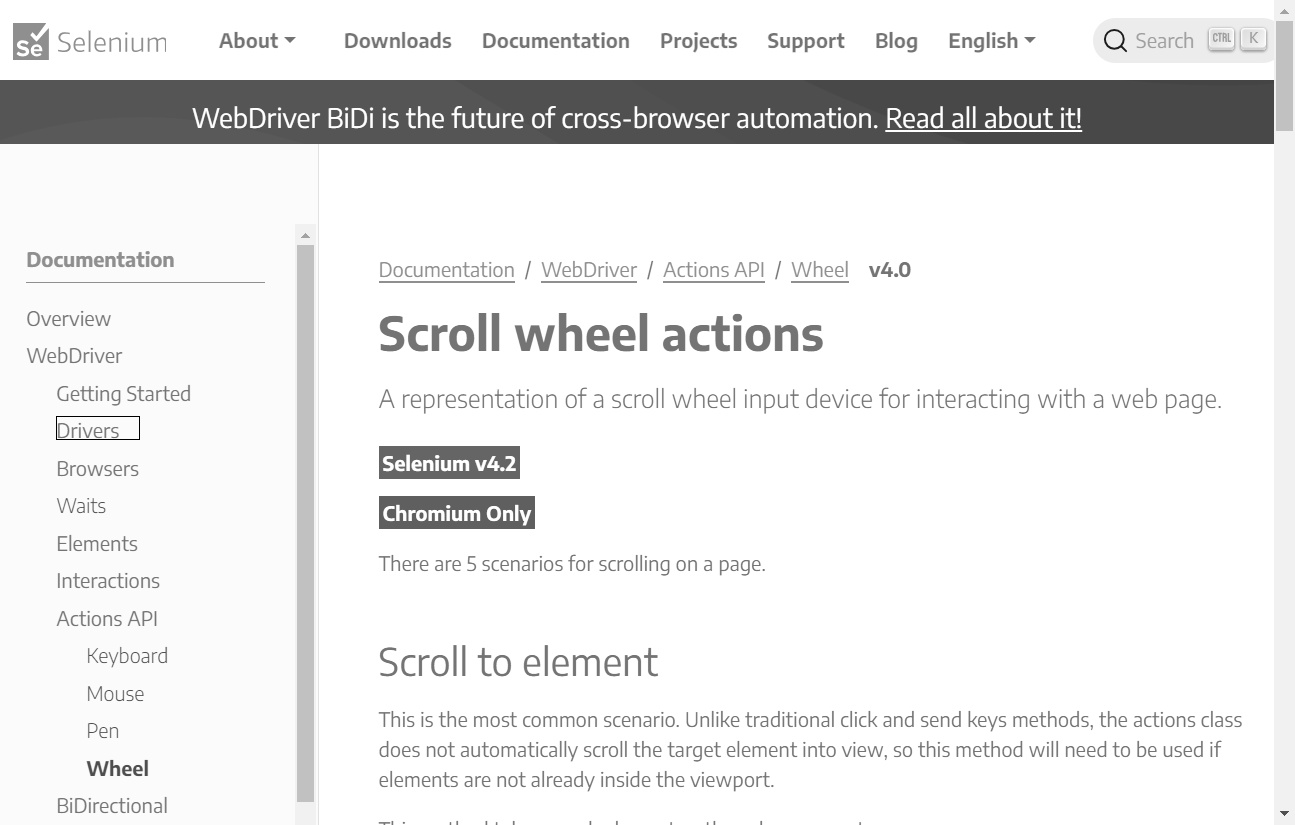 Selenium
About
Downloads
Documentation
Projects
Support
Blog
English
Search
CTRL
K
WebDriver BiDi is the future of cross-browser automation. Read all about it!
Documentation
Overview
WebDriver
Getting Started
Drivers
Browsers
Waits
Elements
Interactions
Actions API
Keyboard
Mouse
Pen
Wheel
BiDirectional
Documentation / WebDriver / Actions API / Wheel v4.0
Scroll wheel actions
A representation of a scroll wheel input device for interacting with a web page.
Selenium v4.2
Chromium Only
There are 5 scenarios for scrolling on a page.
Scroll to element
This is the most common scenario. Unlike traditional click and send keys methods, the actions class
does not automatically scroll the target element into view, so this method will need to be used if
elements are not already inside the viewport.